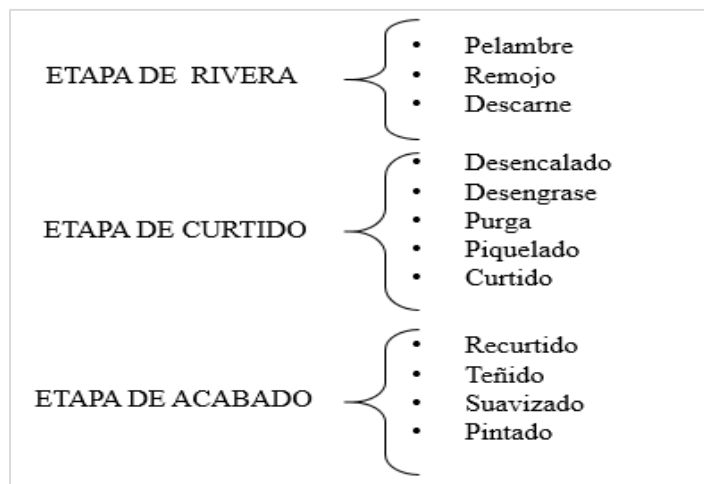 ETAPA DE RIVERA
• Pelambre
• Remojo
• Descarne
ETAPA DE CURTIDO
• Desencalado
• Desengrase
• Purga
• Piquelado
• Curtido
ETAPA DE ACABADO
• Recurtido
• Teñido
• Suavizado
• Pintado